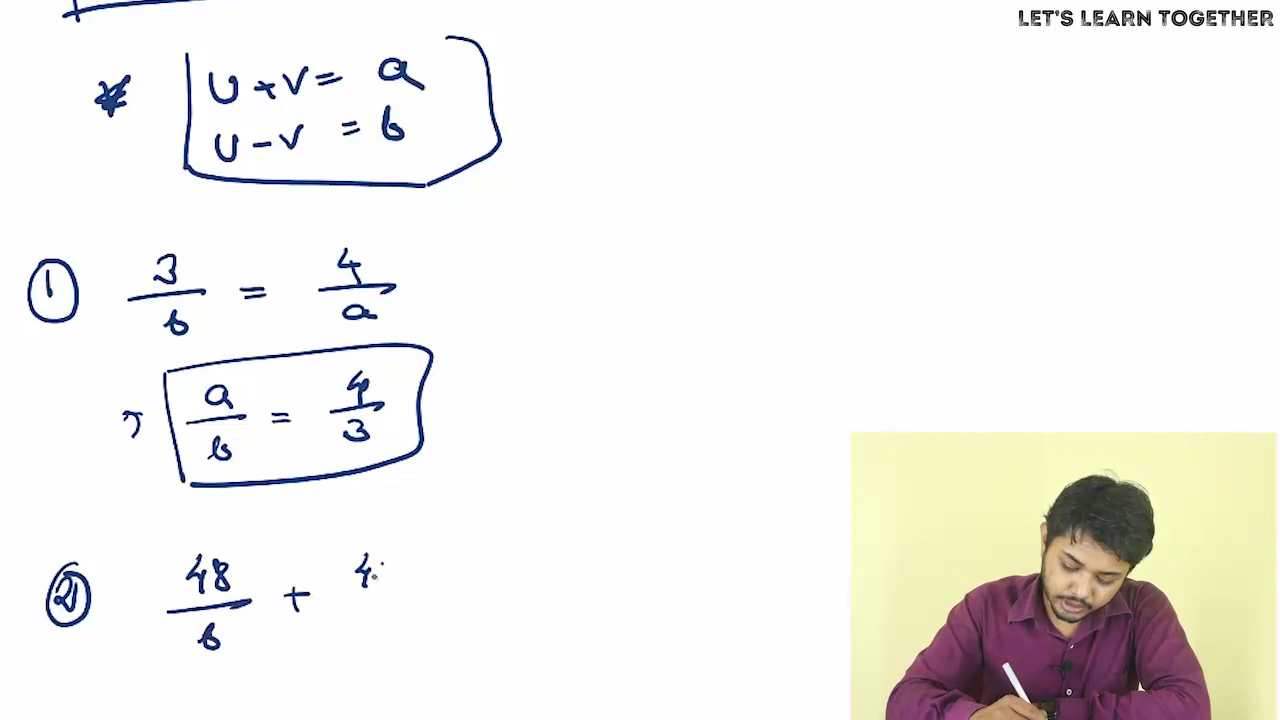 LET'S LEARN TOGETHER
* U + V = a
U - V = b
① 3/b = 4/a
a/b = 4/3
② 48/b + 4